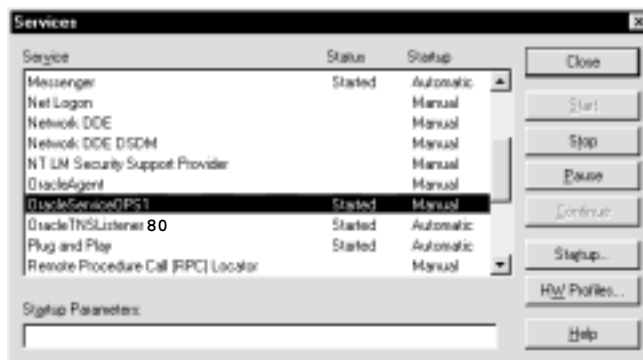 Services
Service Status Startup
Messenger Started Automatic
Net Logon Manual
Network DDE Manual
Network DDE DSDM Manual
NT LM Security Support Provider Manual
OracleAgent Manual
OracleServiceOPS1 Started Manual
OracleTNSListener80 Started Automatic
Plug and Play Started Automatic
Remote Procedure Call (RPC) Locator Manual
Startup Parameters:
Close
Start
Stop
Pause
Continue
Startup...
HW Profiles...
Help